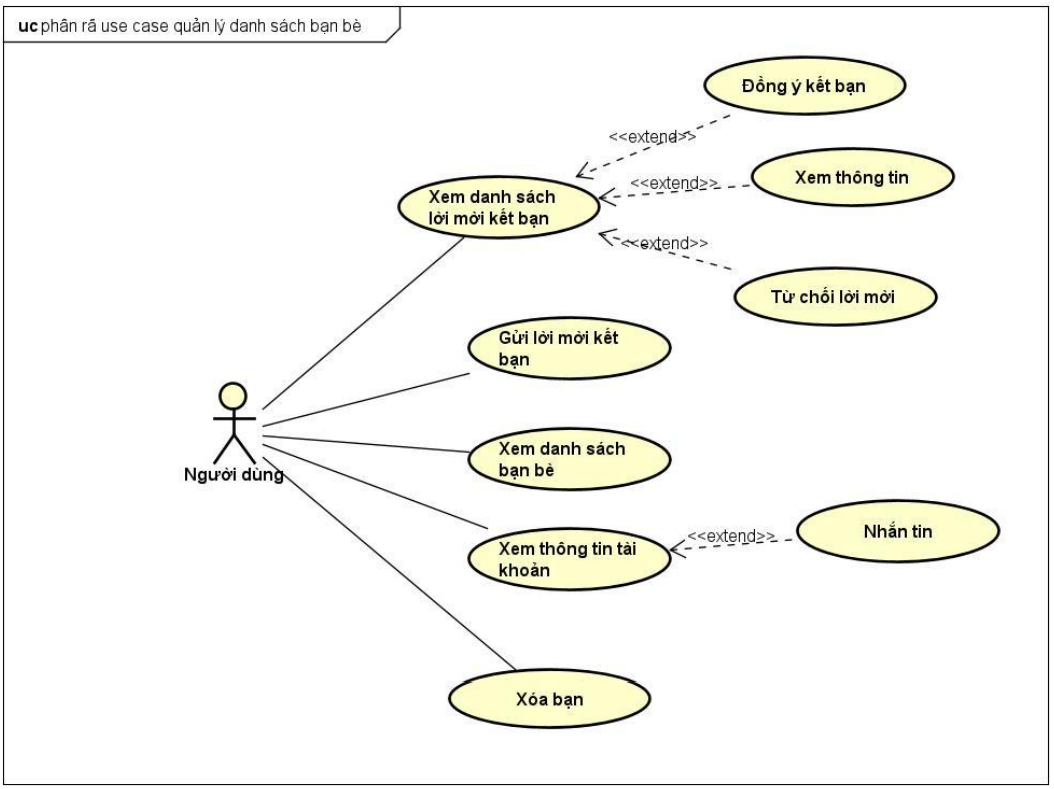 uc phân rã use case quản lý danh sách bạn bè
Đồng ý kết bạn
<<extend>>
Xem thông tin
<<extend>>
Xem danh sách
lời mời kết bạn
<<extend>>
Từ chối lời mời
Gửi lời mời kết
bạn
Xem danh sách
bạn bè
Người dùng
<<extend>>
Nhắn tin
Xem thông tin tài
khoản
Xóa bạn